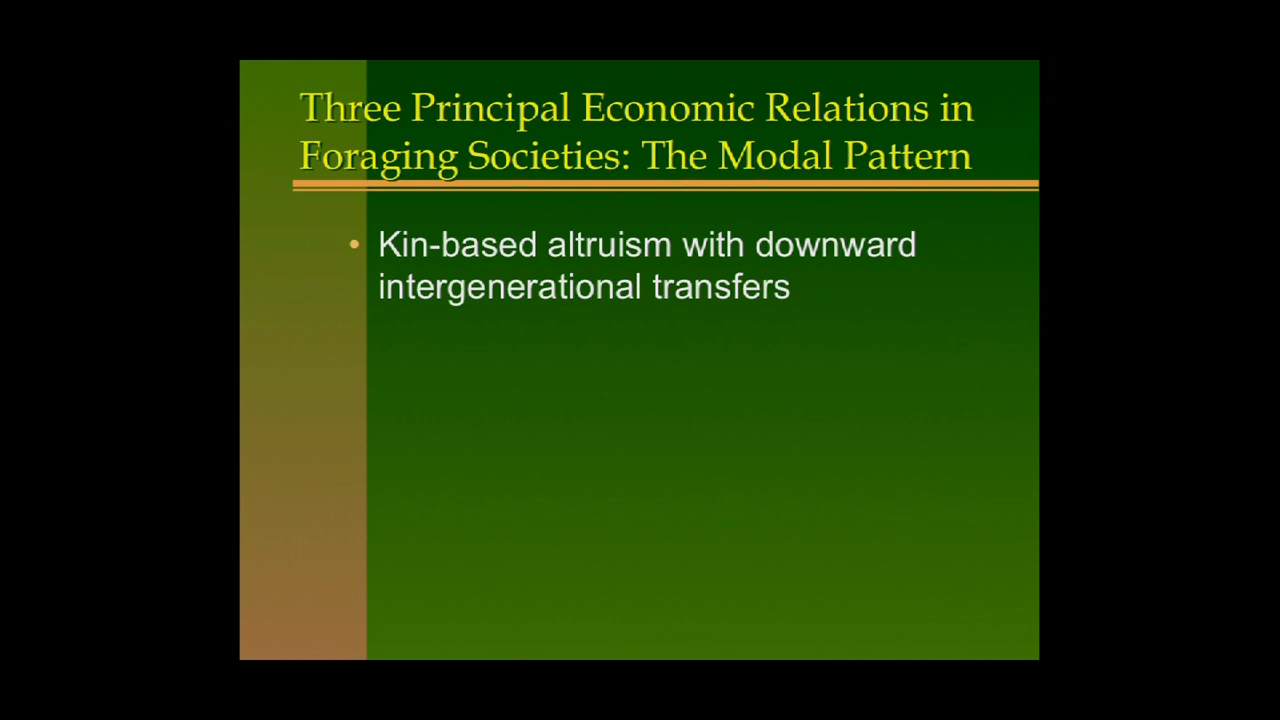 Three Principal Economic Relations in
Foraging Societies: The Modal Pattern
• Kin-based altruism with downward
intergenerational transfers